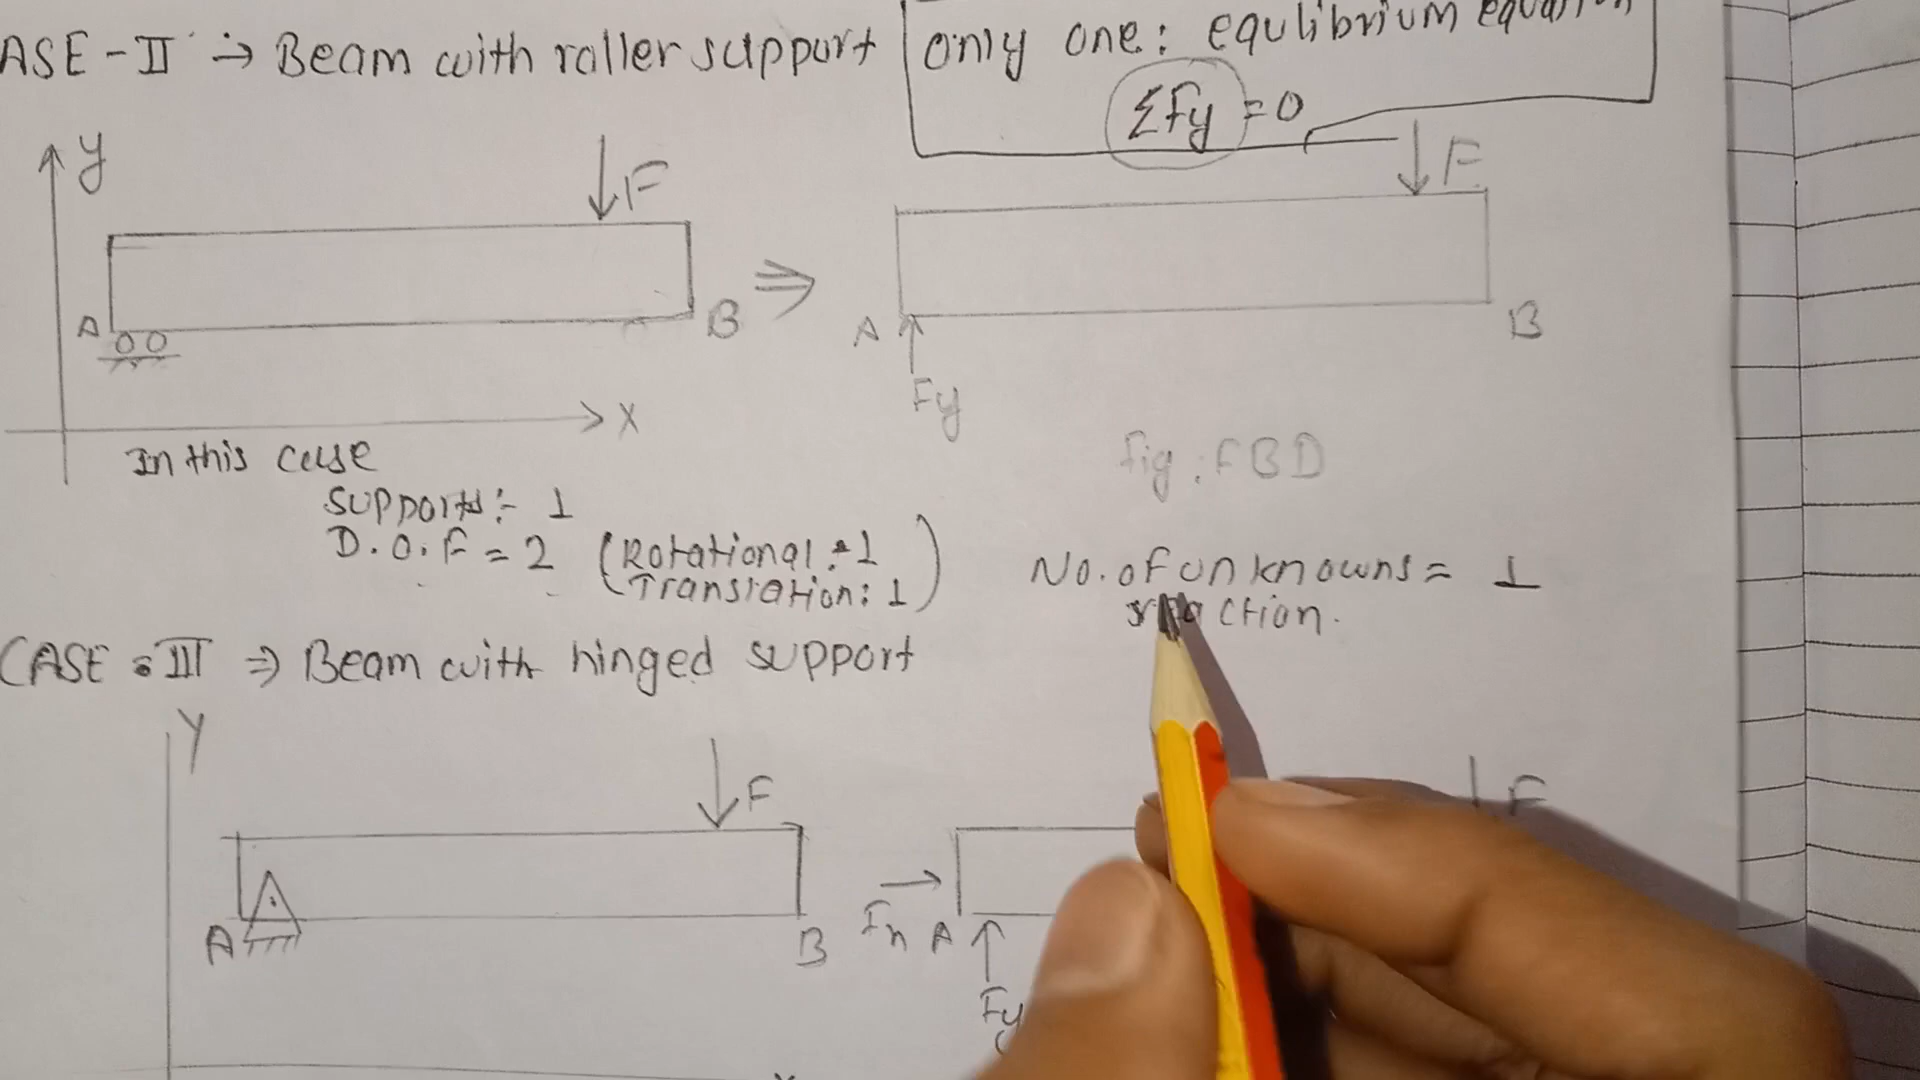 ASE - II → Beam with roller support
only one: equlibrium equation
ΣFy = 0
y
F
F
A
B
A
B
Fy
X
In this case
fig: FBD
Supports:- 1
D.O.F = 2 (Rotational: 1
Translation: 1)
No. of unknowns = 1
reaction.
CASE: III ⇒ Beam with hinged support
Y
F
F
A
B
A
Fy